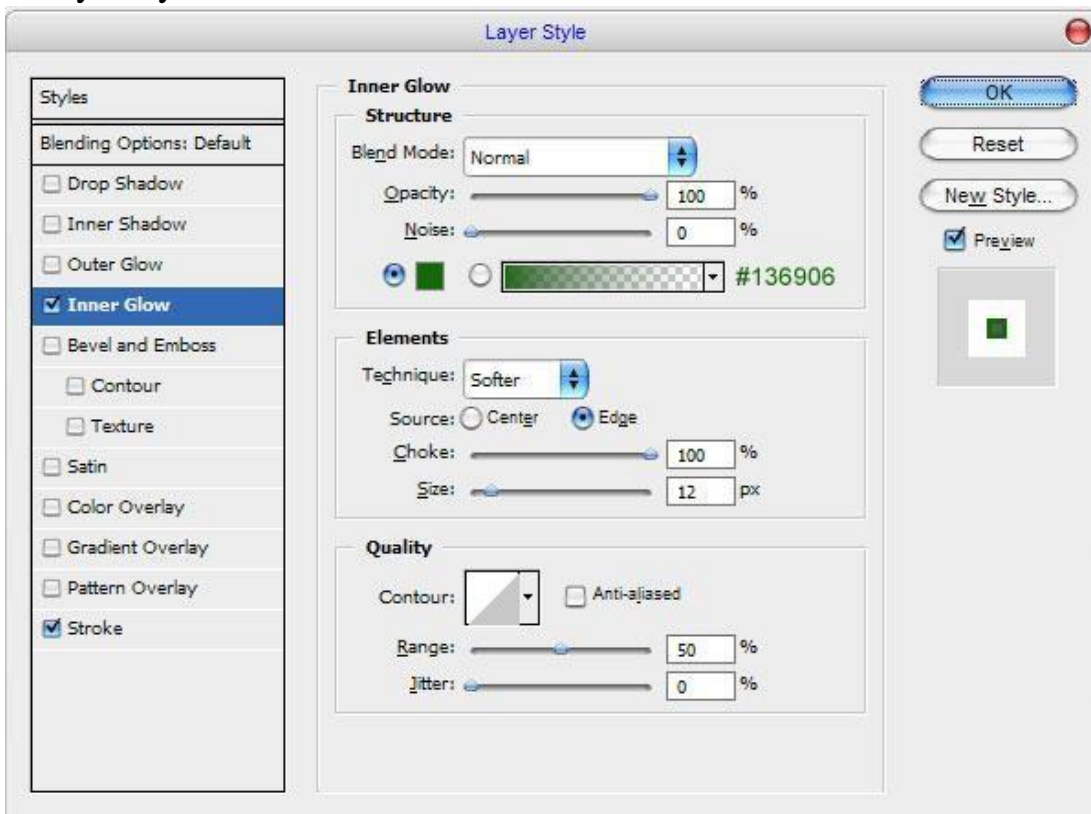 Layer Style
Styles
Blending Options: Default
Drop Shadow
Inner Shadow
Outer Glow
Inner Glow
Bevel and Emboss
Contour
Texture
Satin
Color Overlay
Gradient Overlay
Pattern Overlay
Stroke
Inner Glow
Structure
Blend Mode: Normal
Opacity: 100 %
Noise: 0 %
#136906
Elements
Technique: Softer
Source: Center Edge
Choke: 100 %
Size: 12 px
Quality
Contour: Anti-aliased
Range: 50 %
Jitter: 0 %
OK
Reset
New Style...
Preview